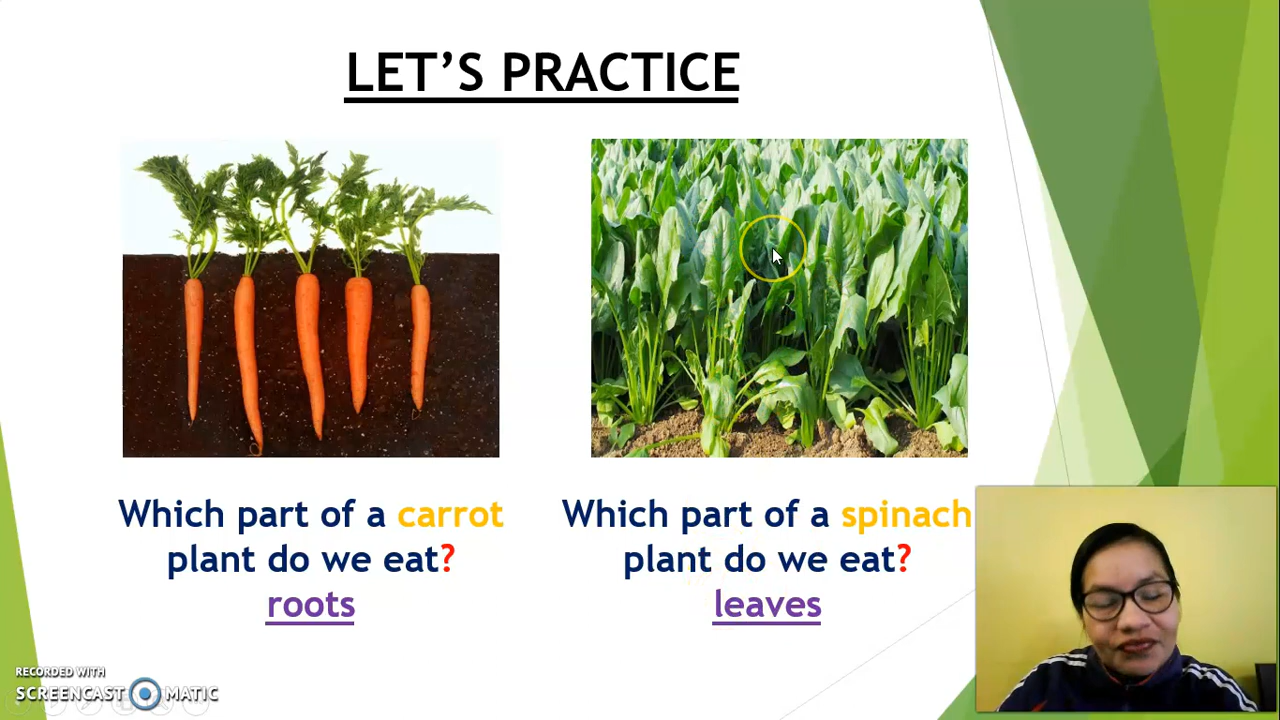 LET’S PRACTICE
Which part of a carrot
plant do we eat?
roots
Which part of a spinach
plant do we eat?
leaves
RECORDED WITH
SCREENCAST MATIC